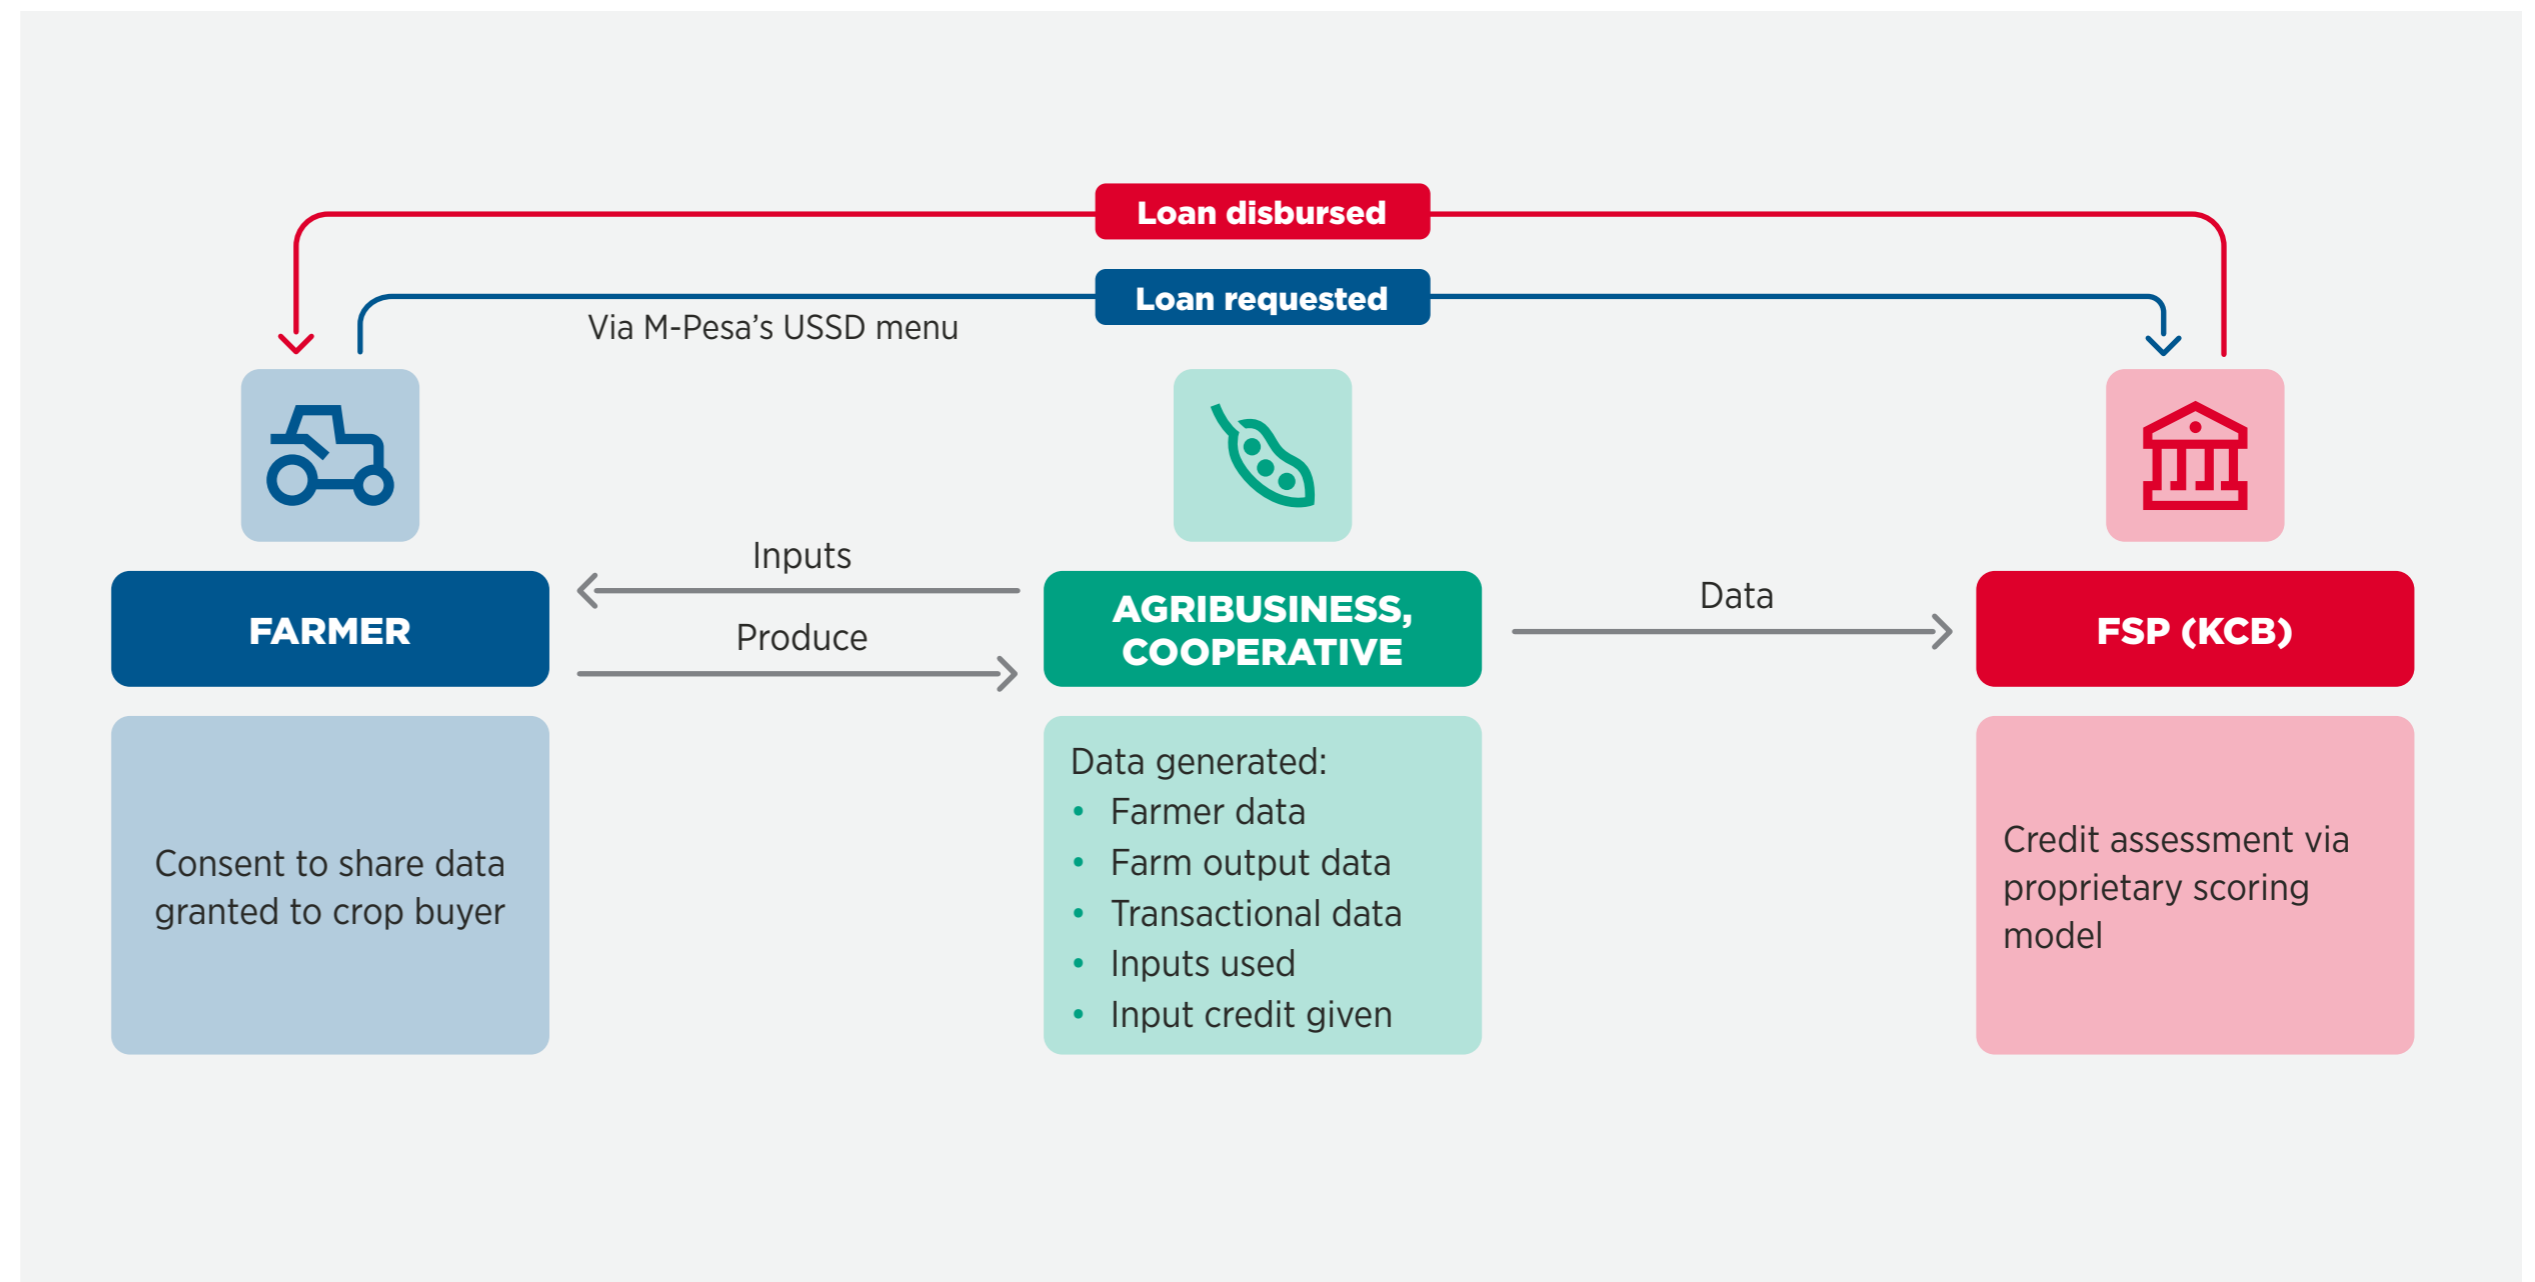 Loan disbursed
Loan requested
Via M-Pesa’s USSD menu
Inputs
Produce
Data
FARMER
AGRIBUSINESS,
COOPERATIVE
FSP (KCB)
Consent to share data
granted to crop buyer
Data generated:
• Farmer data
• Farm output data
• Transactional data
• Inputs used
• Input credit given
Credit assessment via
proprietary scoring
model